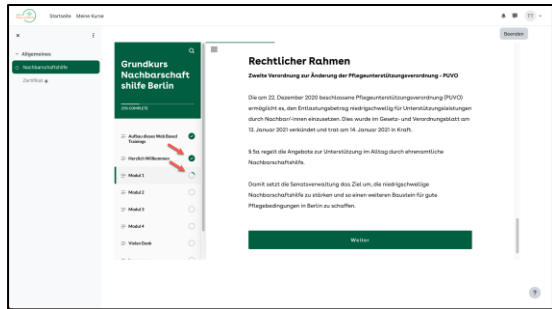 Startseite Meine Kurse
TT
Beenden
Allgemeines
Nachbarschaftshilfe
Zertifikat
Grundkurs
Nachbarschaft
shilfe Berlin
COMPLETE
Aufbau dieses Web Based
Trainings
Herzlich Willkommen
Modul 1
Modul 2
Modul 3
Modul 4
Vielen Dank
Rechtlicher Rahmen
Zweite Verordnung zur Änderung der Pflegeunterstützungsverordnung - PUVO
Die am 22. Dezember 2020 beschlossene Pflegeunterstützungsverordnung (PUVO)
ermöglicht es, den Entlastungsbetrag niedrigschwellig für Unterstützungsleistungen
durch Nachbar/-innen einzusetzen. Dies wurde im Gesetz- und Verordnungsblatt am
13. Januar 2021 verkündet und trat am 14. Januar 2021 in Kraft.
§ 5a regelt die Angebote zur Unterstützung im Alltag durch ehrenamtliche
Nachbarschaftshilfe.
Damit setzt die Senatsverwaltung das Ziel um, die niedrigschwellige
Nachbarschaftshilfe zu stärken und so einen weiteren Baustein für gute
Pflegebedingungen in Berlin zu schaffen.
Weiter
?